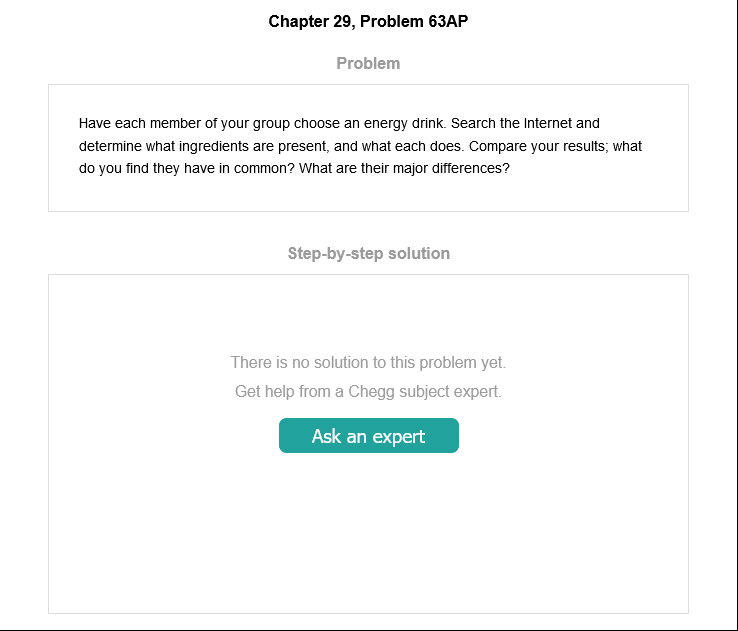 Chapter 29, Problem 63AP
Problem
Have each member of your group choose an energy drink. Search the Internet and
determine what ingredients are present, and what each does. Compare your results; what
do you find they have in common? What are their major differences?
Step-by-step solution
There is no solution to this problem yet.
Get help from a Chegg subject expert.
Ask an expert